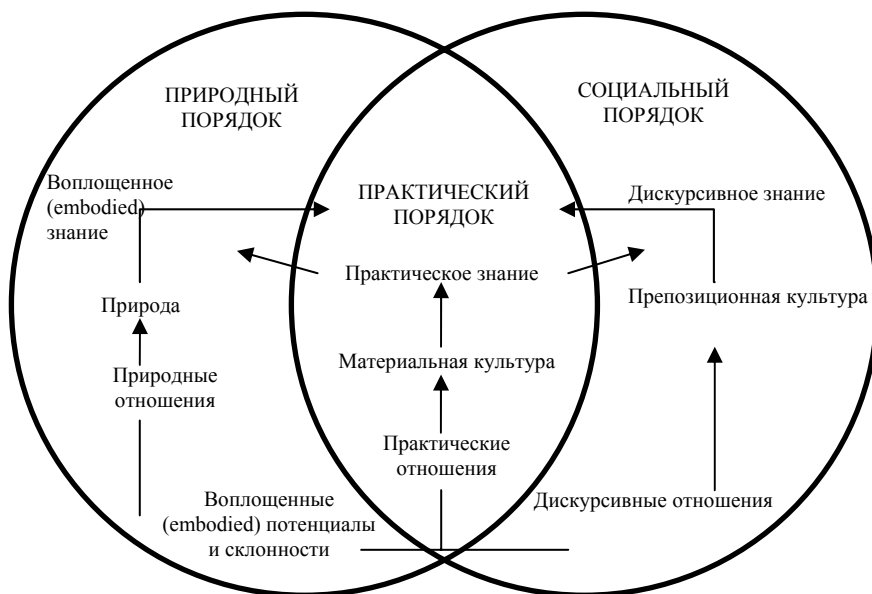 ПРИРОДНЫЙ
ПОРЯДОК
СОЦИАЛЬНЫЙ
ПОРЯДОК
Воплощенное
(embodied)
знание
ПРАКТИЧЕСКИЙ
ПОРЯДОК
Дискурсивное знание
Практическое знание
Природа
Препозиционная культура
Материальная культура
Природные
отношения
Практические
отношения
Воплощенные
(embodied) потенциалы
и склонности
Дискурсивные отношения